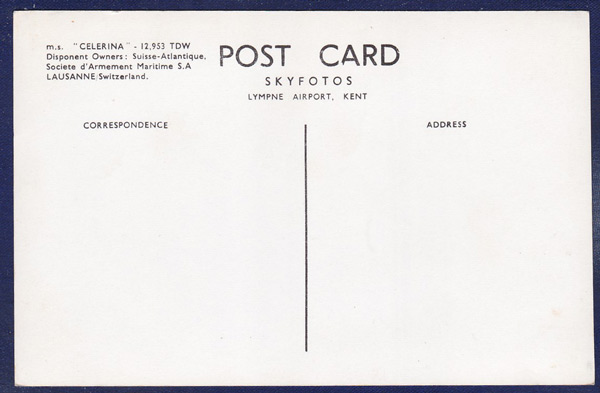 m.s. "CELERINA" - 12,953 TDW
Disponent Owners: Suisse-Atlantique,
Societe d'Armement Maritime S.A
LAUSANNE/Switzerland.
POST CARD
SKYFOTOS
LYMPNE AIRPORT, KENT
CORRESPONDENCE
ADDRESS